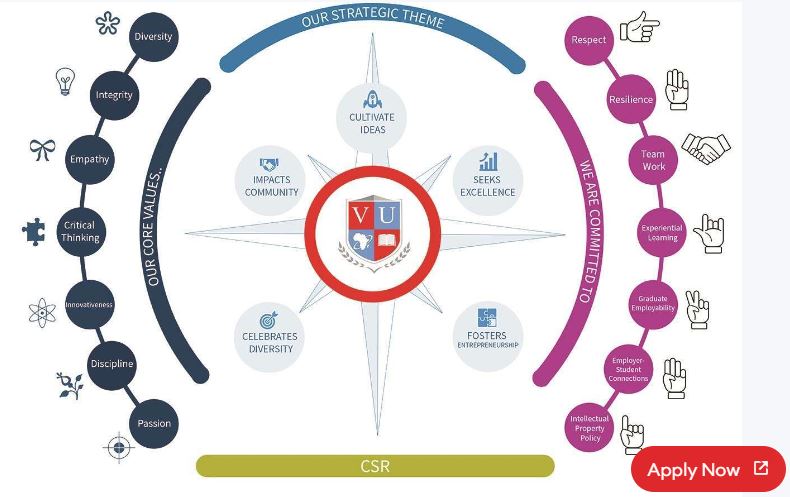 OUR STRATEGIC THEME
Diversity
Integrity
Empathy
Critical
Thinking
Innovativeness
Discipline
Passion
OUR CORE VALUES..
CULTIVATE
IDEAS
IMPACTS
COMMUNITY
SEEKS
EXCELLENCE
V U
CELEBRATES
DIVERSITY
FOSTERS
ENTREPRENEURSHIP
WE ARE COMMITTED TO
Respect
Resilience
Team
Work
Experiential
Learning
Graduate
Employability
Employer-
Student
Connections
Intellectual
Property
Policy
CSR
Apply Now